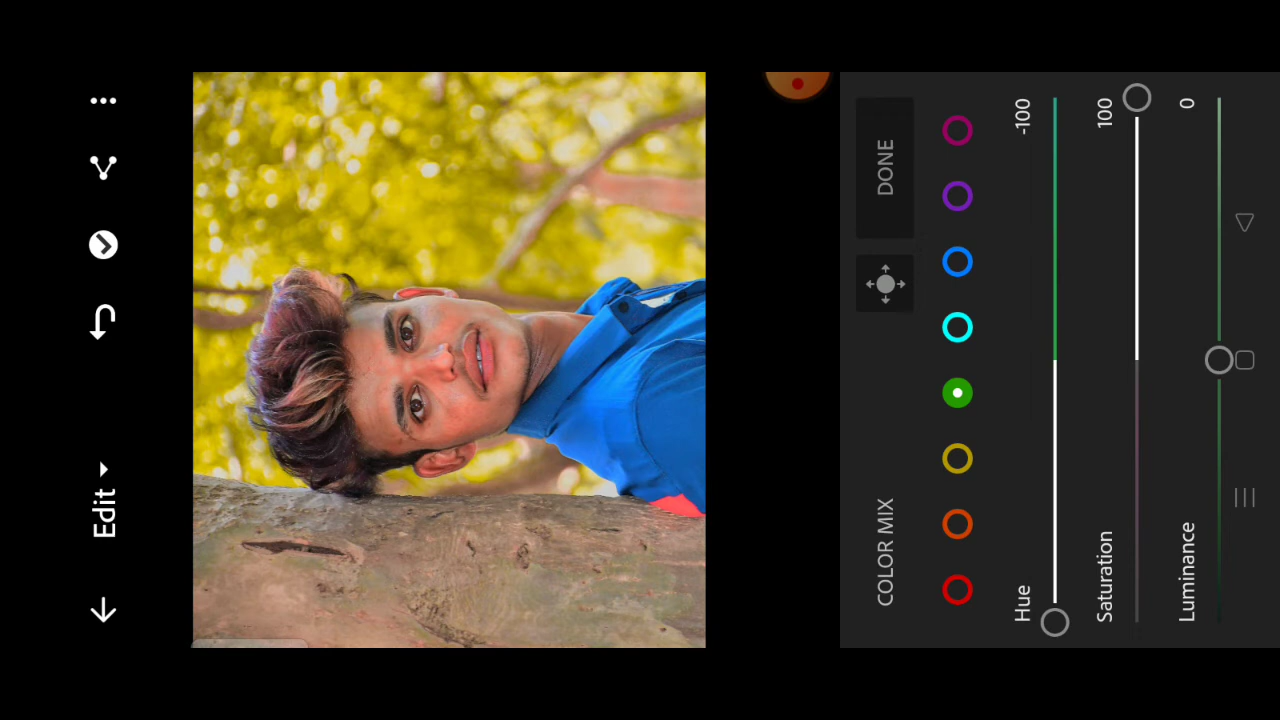 Edit
COLOR MIX
DONE
Hue
-100
Saturation
100
Luminance
0